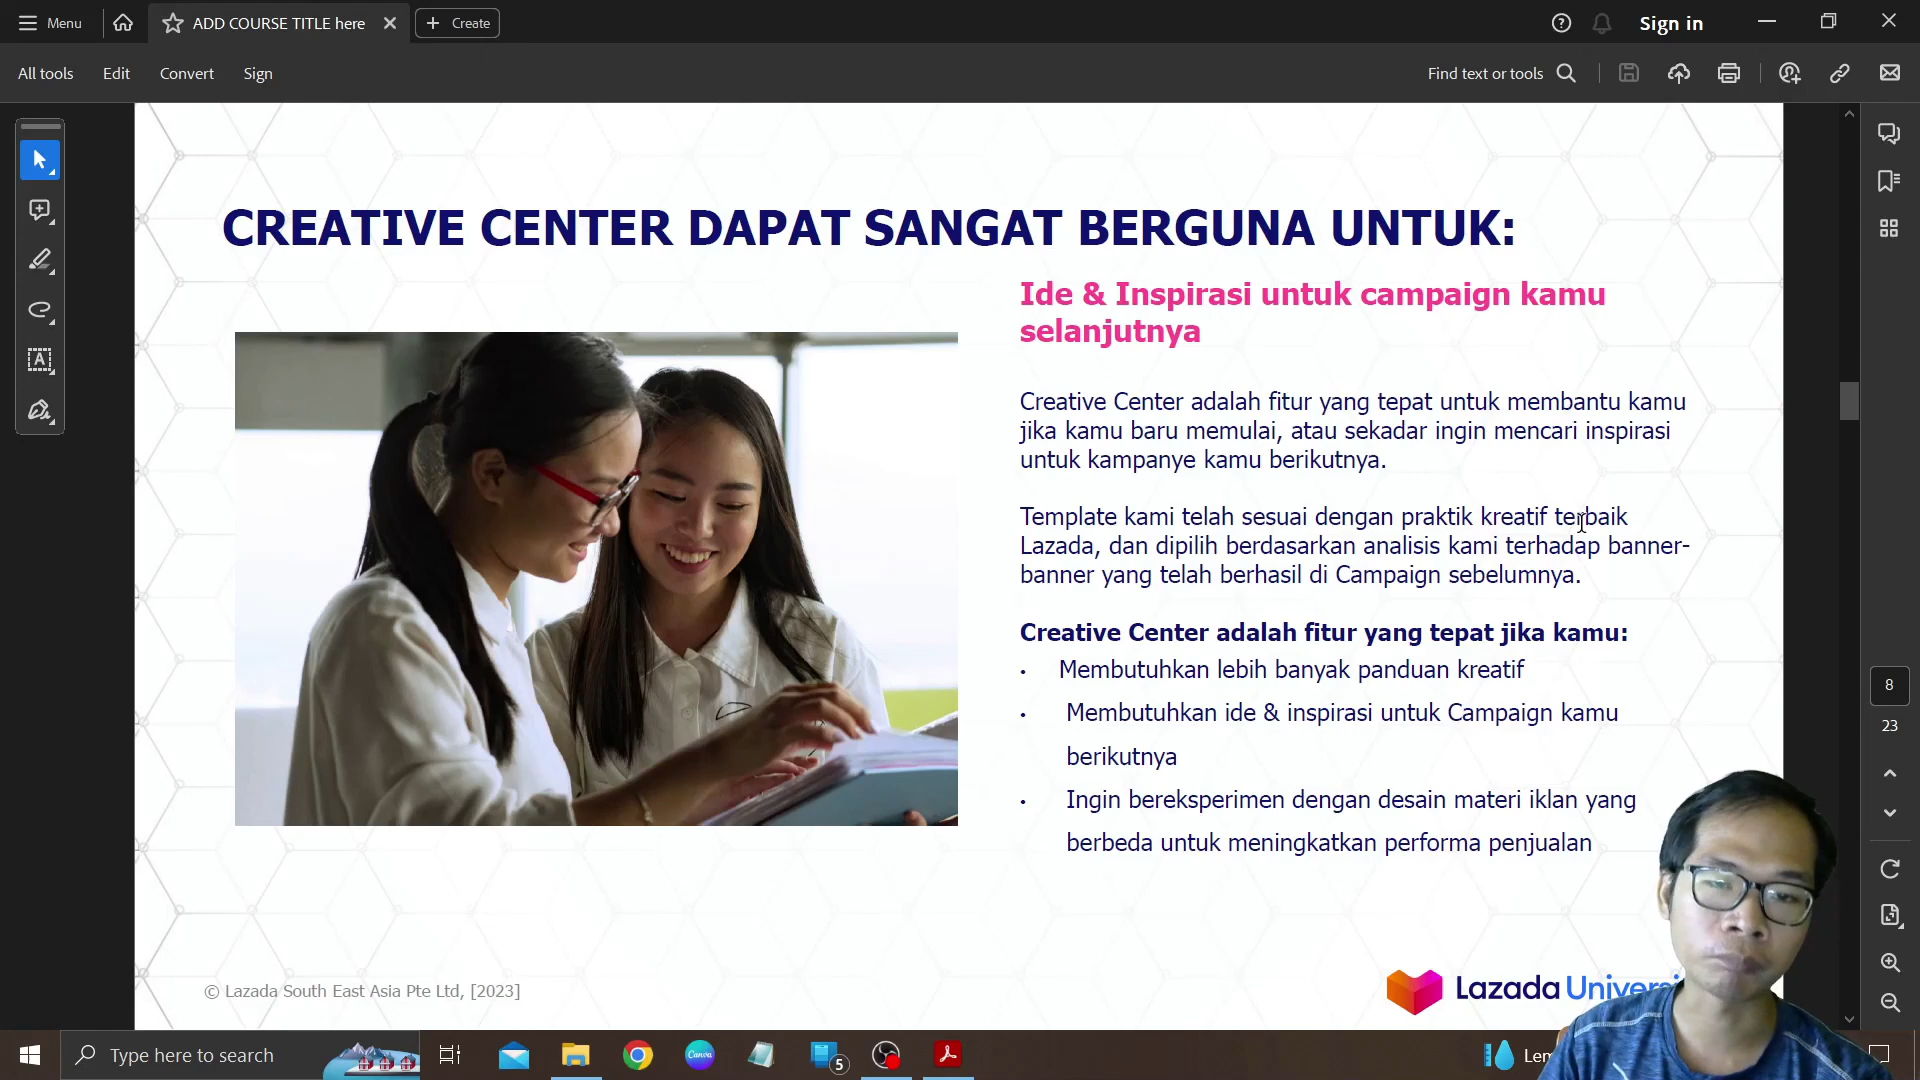 Menu
ADD COURSE TITLE here
Create
Sign in
All tools
Edit
Convert
Sign
Find text or tools
CREATIVE CENTER DAPAT SANGAT BERGUNA UNTUK:
Ide & Inspirasi untuk campaign kamu
selanjutnya
Creative Center adalah fitur yang tepat untuk membantu kamu
jika kamu baru memulai, atau sekadar ingin mencari inspirasi
untuk kampanye kamu berikutnya.
Template kami telah sesuai dengan praktik kreatif terbaik
Lazada, dan dipilih berdasarkan analisis kami terhadap banner-
banner yang telah berhasil di Campaign sebelumnya.
Creative Center adalah fitur yang tepat jika kamu:
• Membutuhkan lebih banyak panduan kreatif
• Membutuhkan ide & inspirasi untuk Campaign kamu
berikutnya
• Ingin bereksperimen dengan desain materi iklan yang
berbeda untuk meningkatkan performa penjualan
8
23
© Lazada South East Asia Pte Ltd, [2023]
Lazada Universi
Type here to search
Canva
5